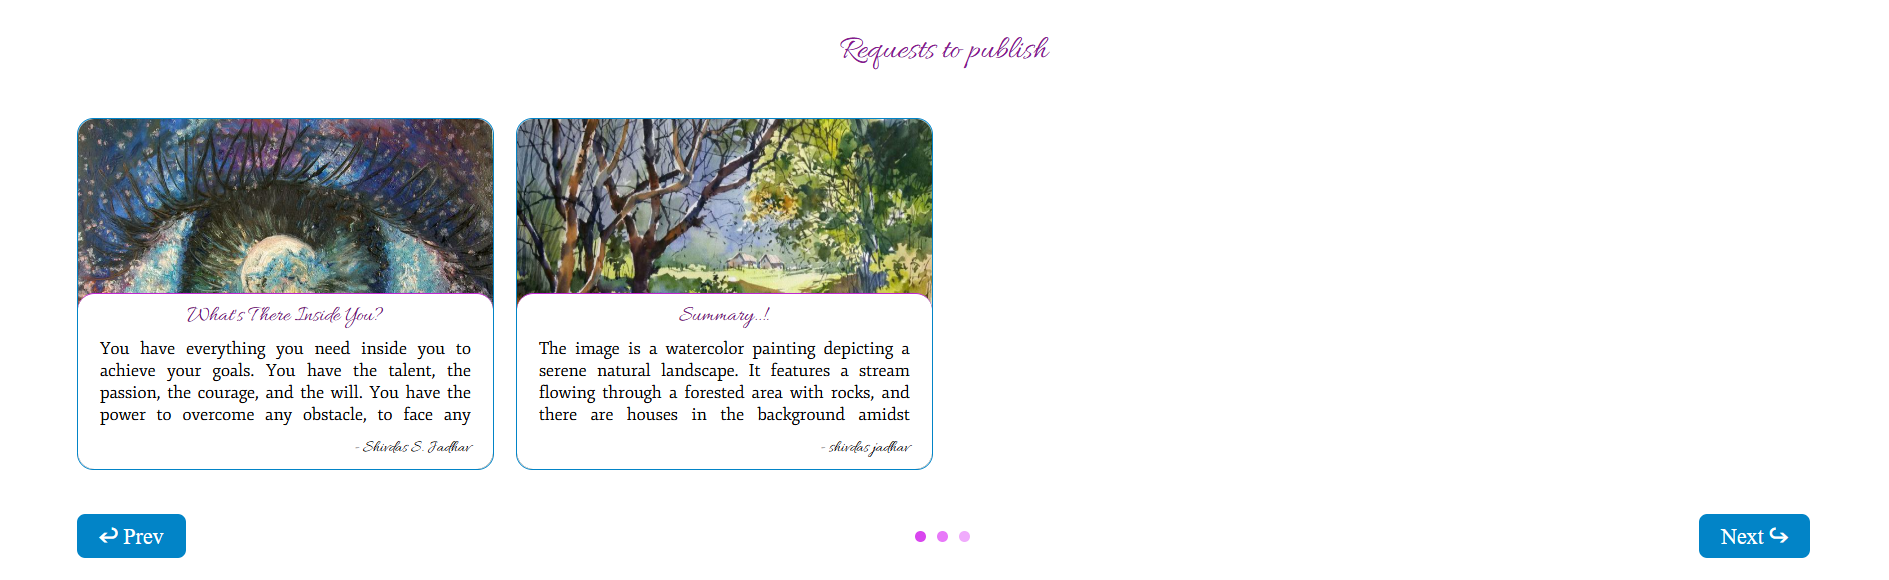 Requests to publish
What's There Inside You?
You have everything you need inside you to
achieve your goals. You have the talent, the
passion, the courage, and the will. You have the
power to overcome any obstacle, to face any
- Shivdas S. Jadhav
Summary..!
The image is a watercolor painting depicting a
serene natural landscape. It features a stream
flowing through a forested area with rocks, and
there are houses in the background amidst
- shivdas jadhav
↩ Prev
Next ↪